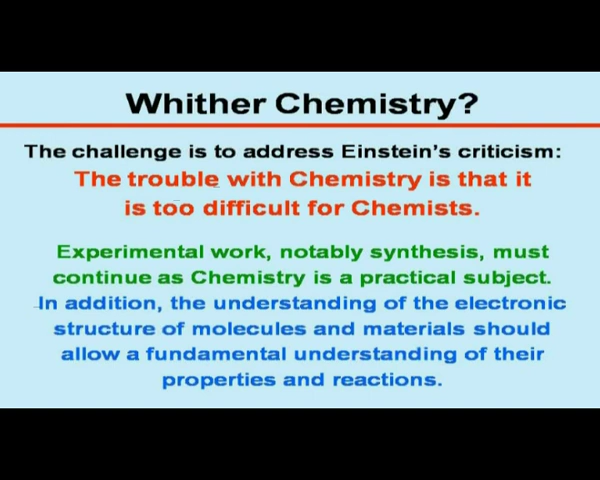 Whither Chemistry?
The challenge is to address Einstein's criticism:
The trouble with Chemistry is that it
is too difficult for Chemists.
Experimental work, notably synthesis, must
continue as Chemistry is a practical subject.
In addition, the understanding of the electronic
structure of molecules and materials should
allow a fundamental understanding of their
properties and reactions.